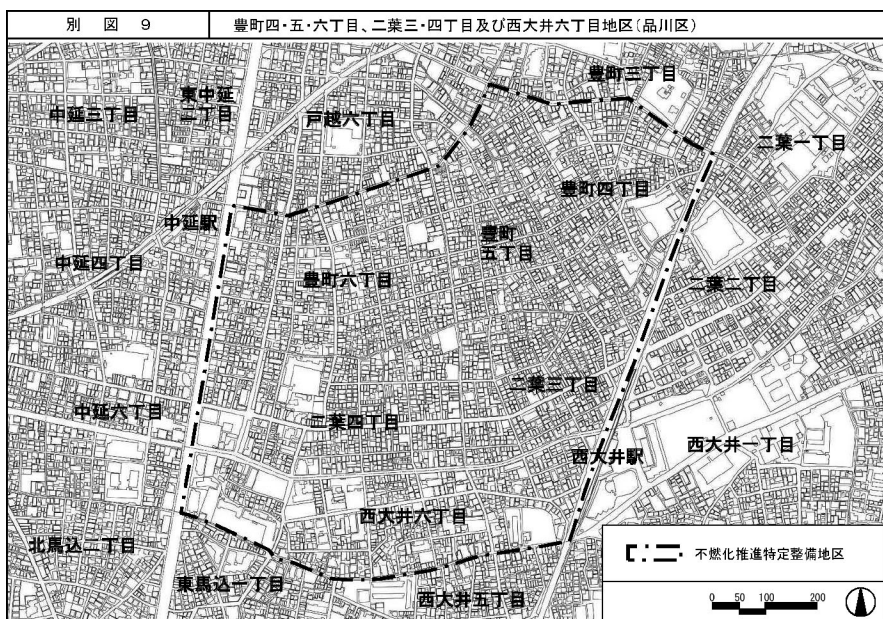 別図9
豊町四・五・六丁目、二葉三・四丁目及び西大井六丁目地区(品川区)
豊町三丁目
東中延
二丁目
中延三丁目
戸越六丁目
二葉一丁目
豊町四丁目
中延駅
豊町
五丁目
中延四丁目
豊町六丁目
二葉二丁目
二葉三丁目
中延六丁目
二葉四丁目
西大井一丁目
西大井駅
西大井六丁目
北馬込二丁目
東馬込一丁目
西大井五丁目
不燃化推進特定整備地区
0 50 100 200